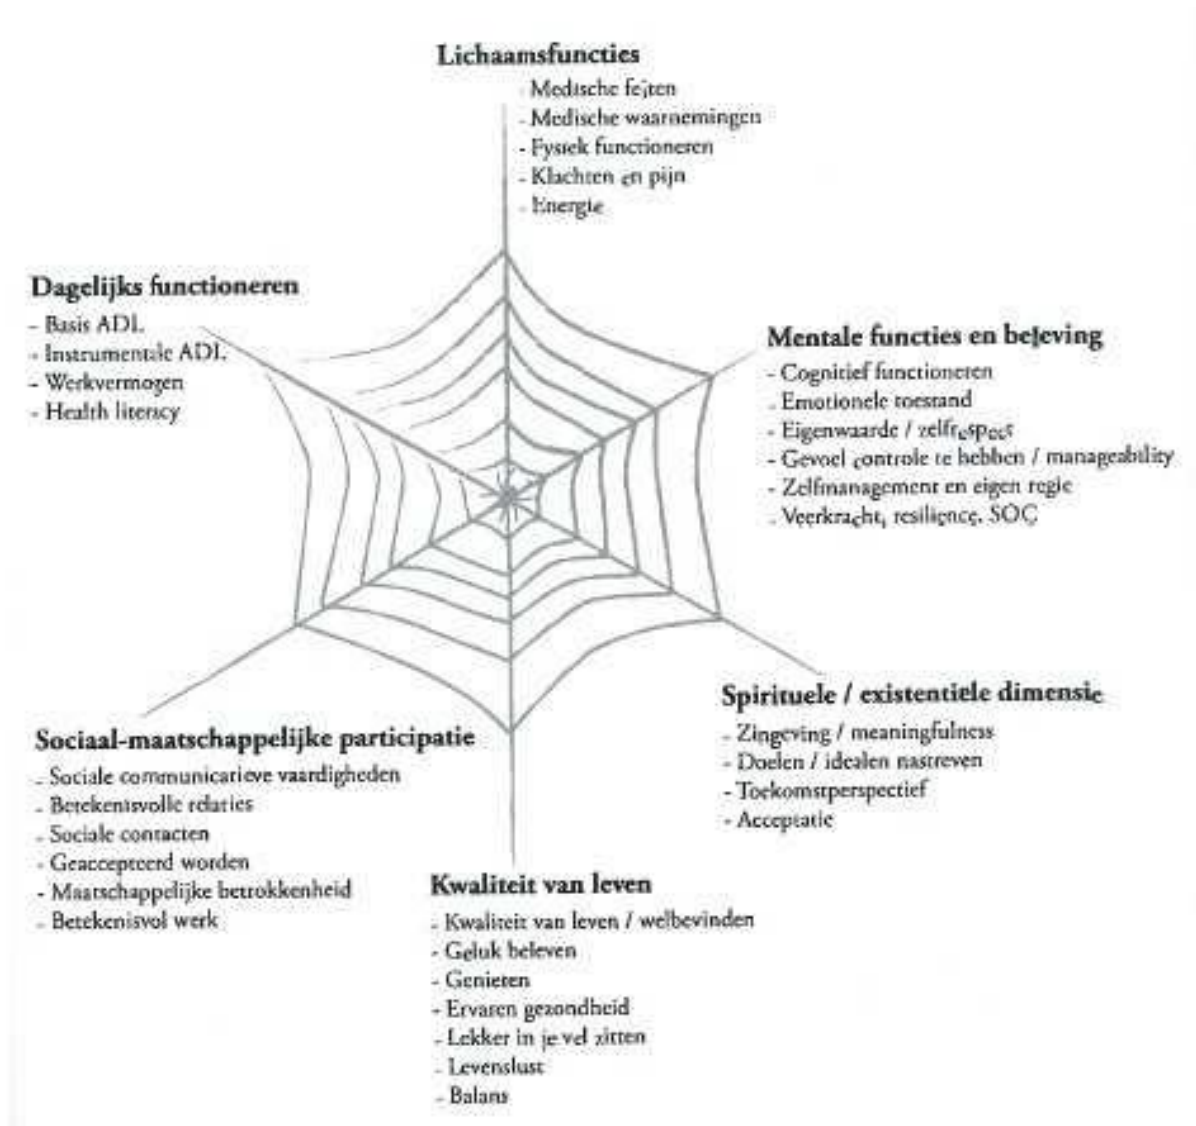 Lichaamsfuncties
- Medische feiten
- Medische waarnemingen
- Fysiek functioneren
- Klachten en pijn
- Energie
Dagelijks functioneren
- Basis ADL
- Instrumentele ADL
- Werkvermogen
- Health literacy
Mentale functies en beleving
- Cognitief functioneren
- Emotionele toestand
- Eigenwaarde / zelfrespect
- Gevoel controle te hebben / manageability
- Zelfmanagement en eigen regie
- Veerkracht, resilience, SOC
Spirituele / existentiële dimensie
- Zingeving / meaningfulness
- Doelen / idealen nastreven
- Toekomstperspectief
- Acceptatie
Sociaal-maatschappelijke participatie
- Sociale communicatieve vaardigheden
- Betekenisvolle relaties
- Sociale contacten
- Geaccepteerd worden
- Maatschappelijke betrokkenheid
- Betekenisvol werk
Kwaliteit van leven
- Kwaliteit van leven / welbevinden
- Geluk beleven
- Genieten
- Ervaren gezondheid
- Lekker in je vel zitten
- Levenslust
- Balans